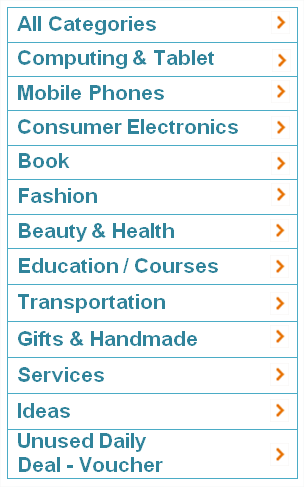 All Categories
Computing & Tablet
Mobile Phones
Consumer Electronics
Book
Fashion
Beauty & Health
Education / Courses
Transportation
Gifts & Handmade
Services
Ideas
Unused Daily
Deal - Voucher